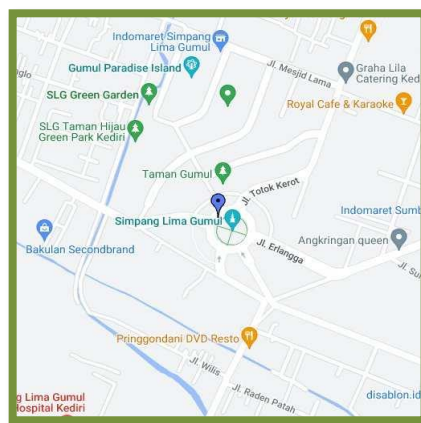 Indomaret Simpang
Lima Gumul
Jl. Mesjid Lama
Gumul Paradise Island
Graha Lila
Catering Ked
SLG Green Garden
Royal Cafe & Karaoke
SLG Taman Hijau
Green Park Kediri
Taman Gumul
Jl. Totok Kerot
Simpang Lima Gumul
Indomaret Sumb
Bakulan Secondbrand
Jl. Erlangga
Angkringan queen
Jl. Su
Pringgondani DVD Resto
Jl. Wilis
g Lima Gumul
Hospital Kediri
Jl. Raden Patah
disablon.id